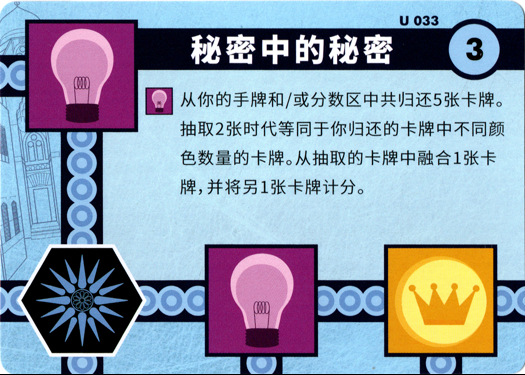 U 033
秘密中的秘密
3
从你的手牌和/或分数区中共归还5张卡牌。
抽取2张时代等同于你归还的卡牌中不同颜
色数量的卡牌。从抽取的卡牌中融合1张卡
牌,并将另1张卡牌计分。